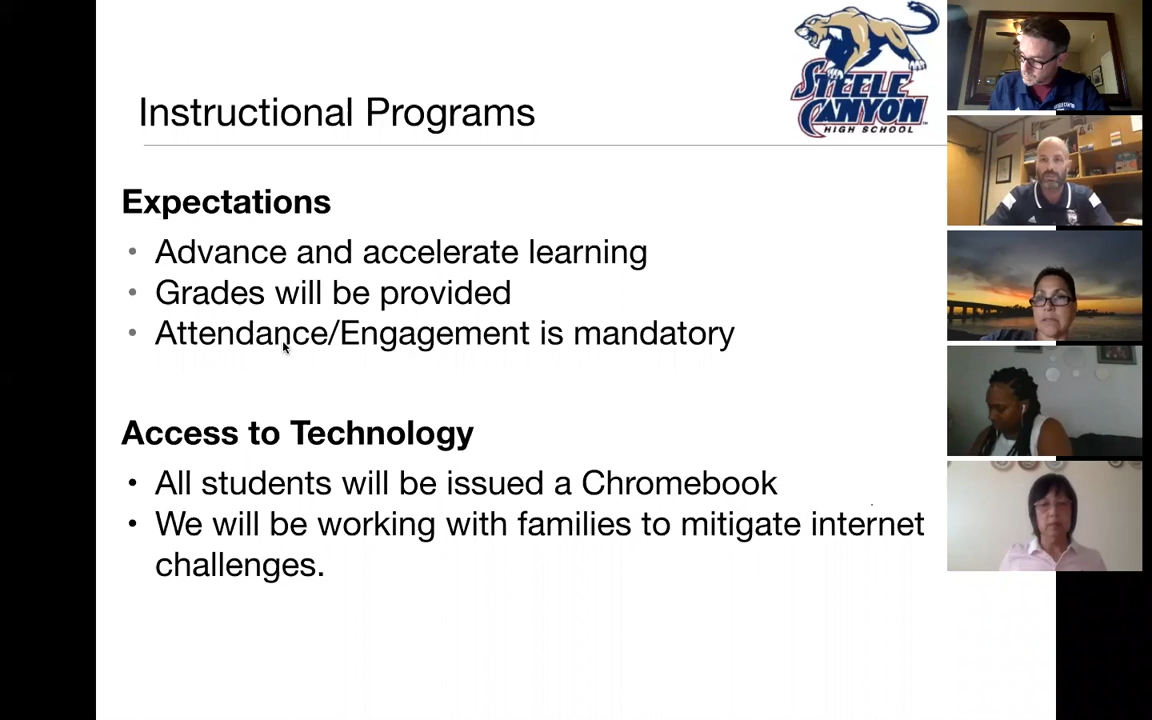 STEELE
CANYON
HIGH SCHOOL
Instructional Programs
Expectations
• Advance and accelerate learning
• Grades will be provided
• Attendance/Engagement is mandatory
Access to Technology
• All students will be issued a Chromebook
• We will be working with families to mitigate internet
challenges.